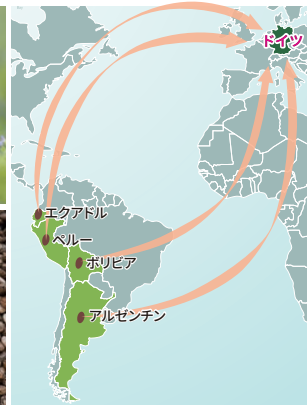 ドイツ
エクアドル
ペルー
ボリビア
アルゼンチン